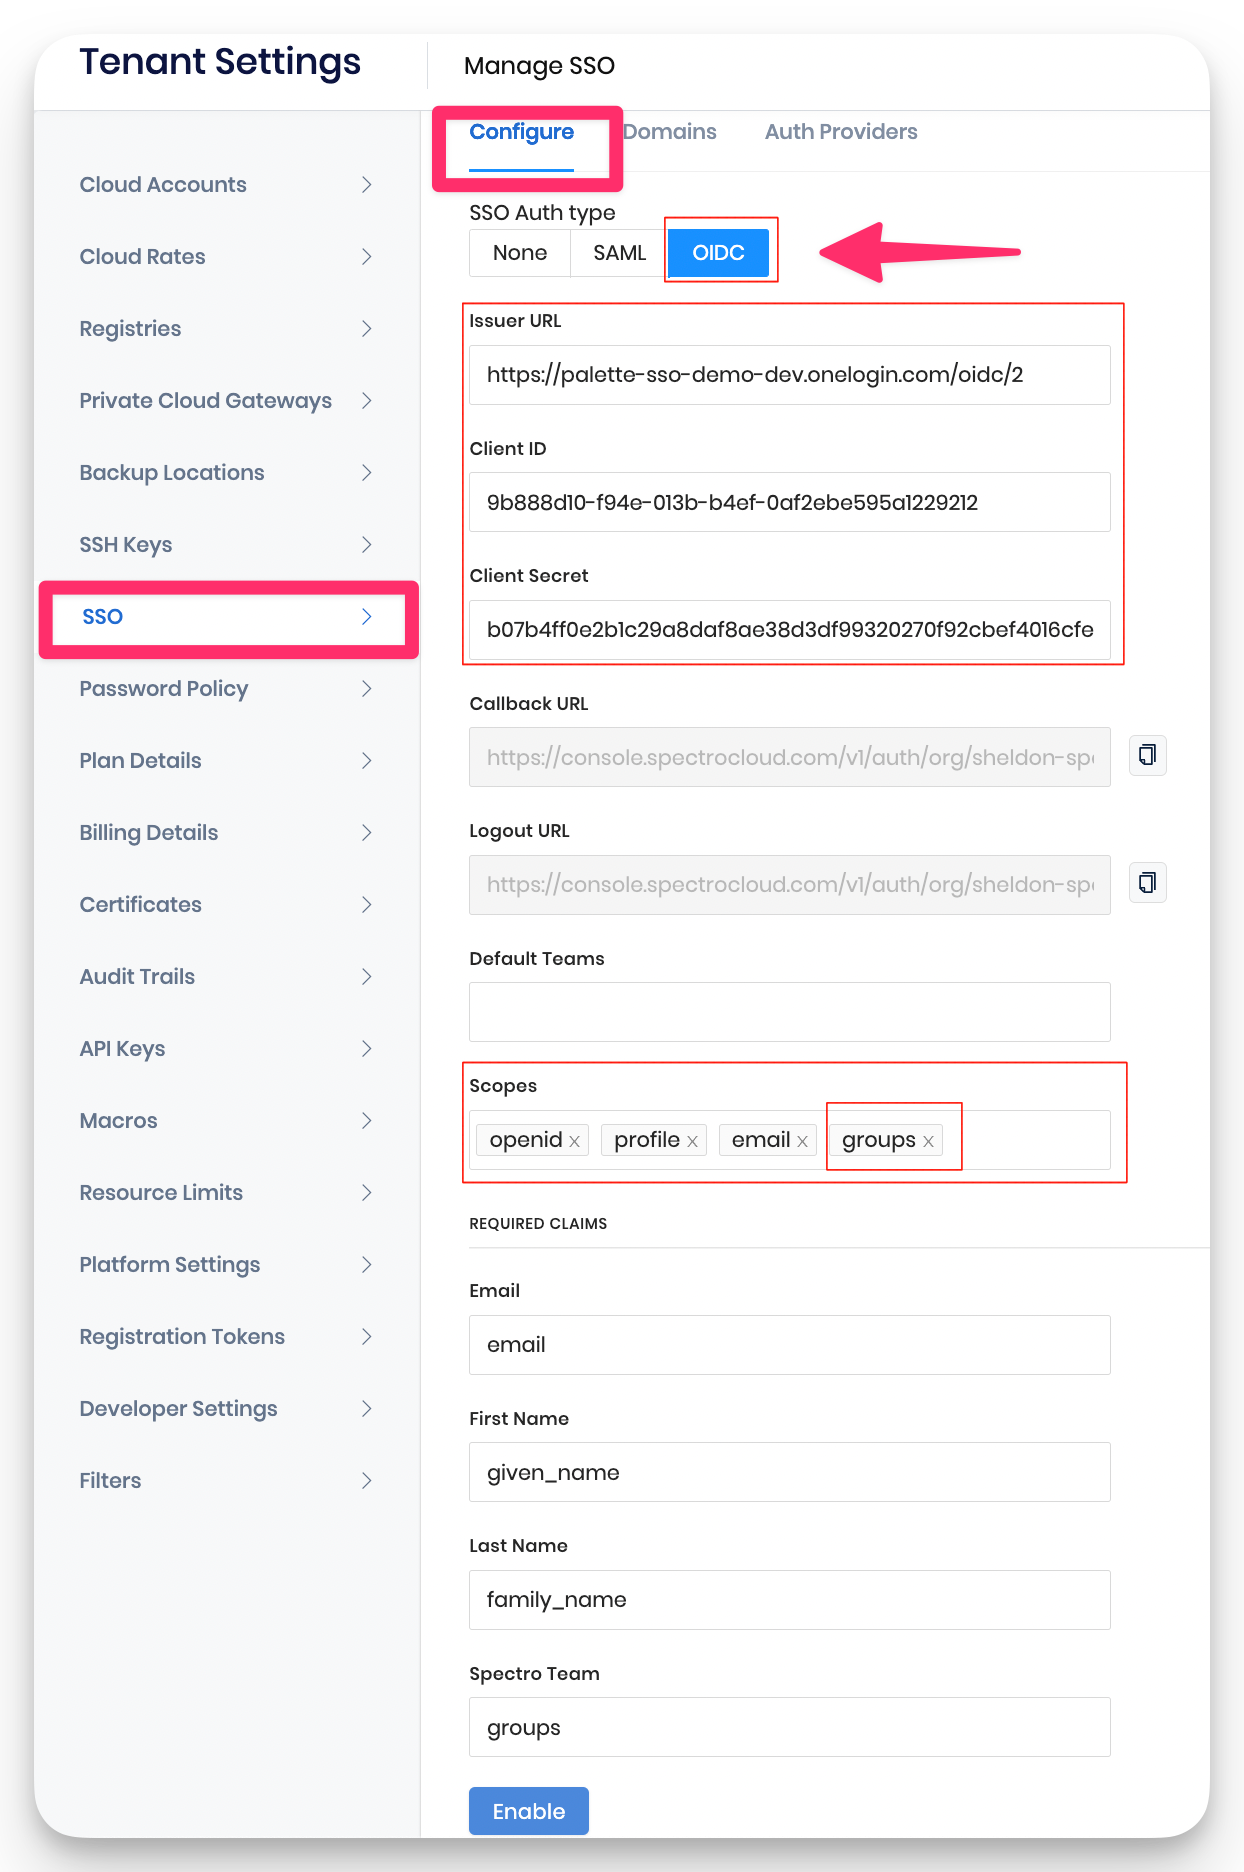 Tenant Settings
Manage SSO
Cloud Accounts
Cloud Rates
Registries
Private Cloud Gateways
Backup Locations
SSH Keys
SSO
Password Policy
Plan Details
Billing Details
Certificates
Audit Trails
API Keys
Macros
Resource Limits
Platform Settings
Registration Tokens
Developer Settings
Filters
Configure Domains Auth Providers
SSO Auth type
None SAML OIDC
Issuer URL
https://palette-sso-demo-dev.onelogin.com/oidc/2
Client ID
9b888d10-f94e-013b-b4ef-0af2ebe595a1229212
Client Secret
b07b4ff0e2b1c29a8daf8ae38d3df99320270f92cbef4016cfe
Callback URL
https://console.spectrocloud.com/v1/auth/org/sheldon-spe
Logout URL
https://console.spectrocloud.com/v1/auth/org/sheldon-spe
Default Teams
Scopes
openid x profile x email x groups x
REQUIRED CLAIMS
Email
email
First Name
given_name
Last Name
family_name
Spectro Team
groups
Enable